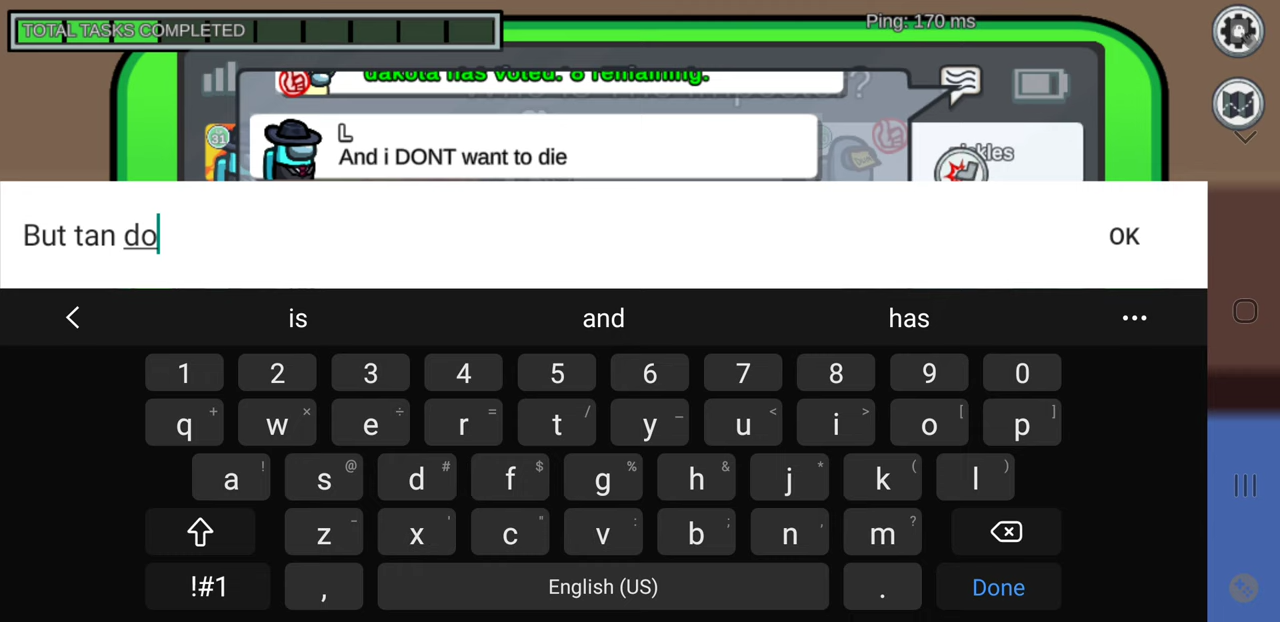 TOTAL TASKS COMPLETED
Ping: 170 ms
dakota has voted. 8 remaining.
?
L
And i DONT want to die
But tan do
OK
is and has
1 2 3 4 5 6 7 8 9 0
q + w × e ÷ r = t / y _ u < i > o [ p ]
a ! s @ d # f $ g % h & j * k ( l )
z - x ' c " v : b ; n , m ?
!#1 , English (US) . Done